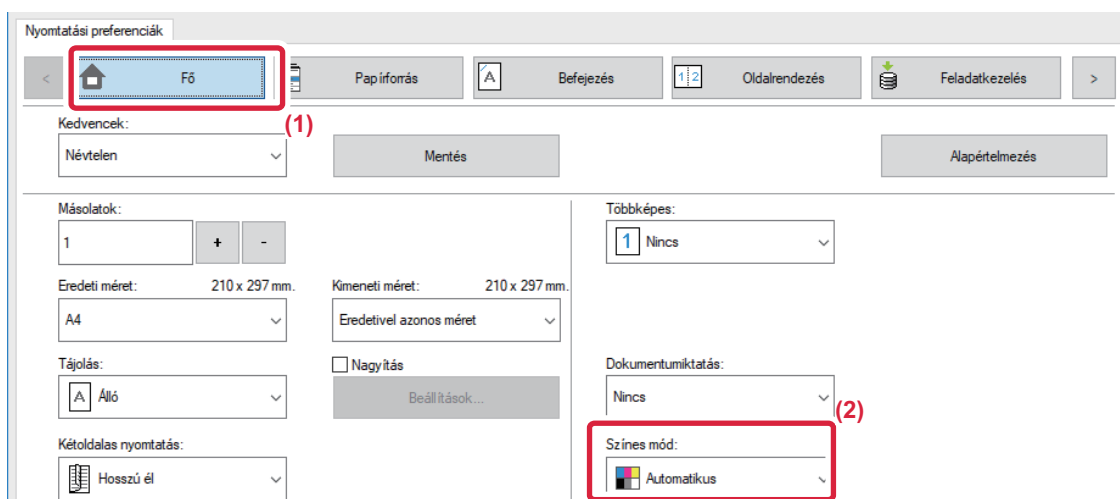 Nyomtatási preferenciák
< Fő Papírforrás A Befejezés 1 2 Oldalrendezés Feladatkezelés >
(1)
Kedvencek:
Névtelen Mentés Alapértelmezés
Másolatok: Többképes:
1 + - 1 Nincs
Eredeti méret: 210 x 297 mm. Kimeneti méret: 210 x 297 mm.
A4 Eredetivel azonos méret
Tájolás: Nagyítás Dokumentumiktatás:
A Álló Beállítások... Nincs
(2)
Kétoldalas nyomtatás: Színes mód:
Hosszú él Automatikus